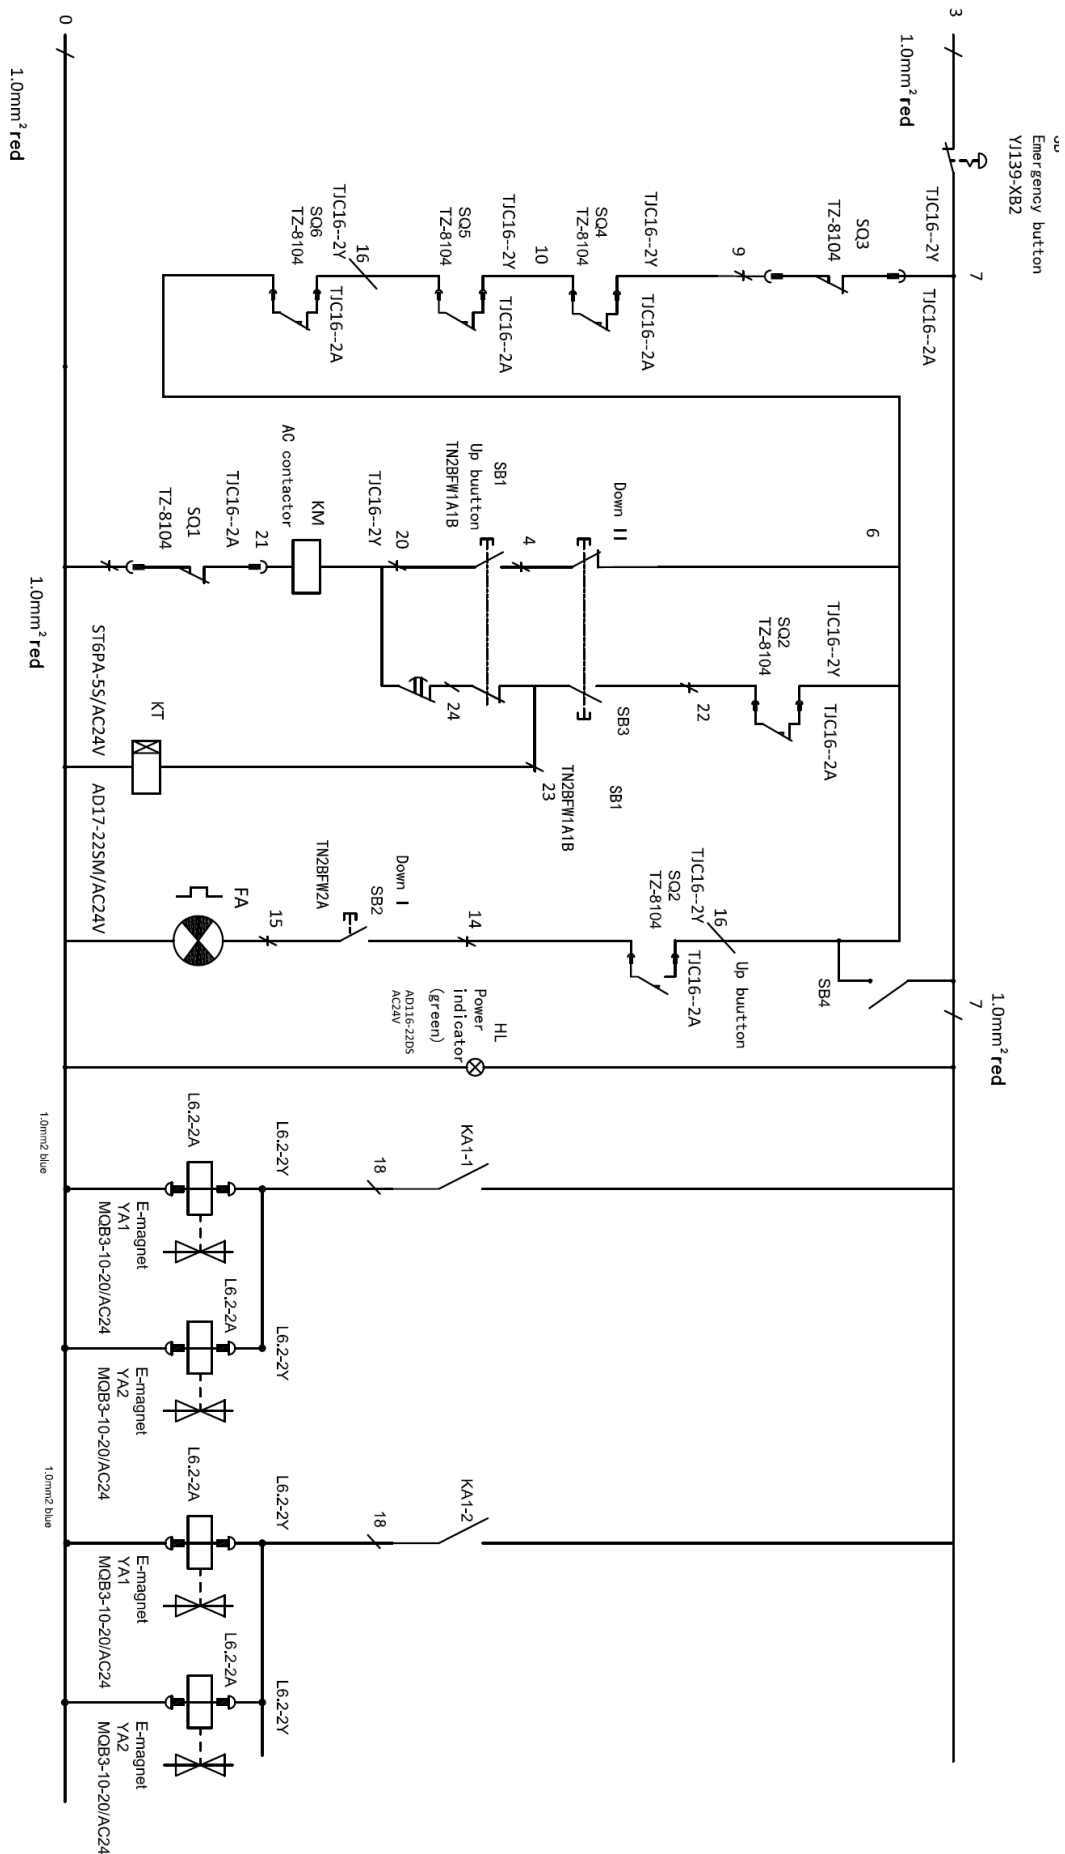 Emergency button
YJ139-XB2
3
1.0mm² red
7
TJC16--2Y
TJC16--2A
SQ3
TZ-8104
9
TJC16--2Y
TJC16--2A
SQ4
TZ-8104
10
TJC16--2Y
TJC16--2A
SQ5
TZ-8104
16
TJC16--2Y
TJC16--2A
SQ6
TZ-8104
6
Down II
4
SB1
Up buutton
TN2BFW1A1B
20
TJC16--2Y
KM
AC contactor
21
TJC16--2A
SQ1
TZ-8104
TJC16--2Y
TJC16--2A
SQ2
TZ-8104
22
SB3
SB1
TN2BFW1A1B
23
24
KT
ST6PA-5S/AC24V
7
1.0mm² red
SB4
Up buutton
16
TJC16--2Y
TJC16--2A
SQ2
TZ-8104
14
Down I
SB2
TN2BFW2A
15
FA
AD17-22SM/AC24V
HL
Power
indicator
(green)
AD116-22DS
AC24V
KA1-1
18
L6.2-2Y
L6.2-2Y
L6.2-2A
L6.2-2A
E-magnet
YA1
MQB3-10-20/AC24
E-magnet
YA2
MQB3-10-20/AC24
KA1-2
18
L6.2-2Y
L6.2-2Y
L6.2-2A
L6.2-2A
E-magnet
YA1
MQB3-10-20/AC24
E-magnet
YA2
MQB3-10-20/AC24
0
1.0mm² red
1.0mm² red
1.0mm2 blue
1.0mm2 blue